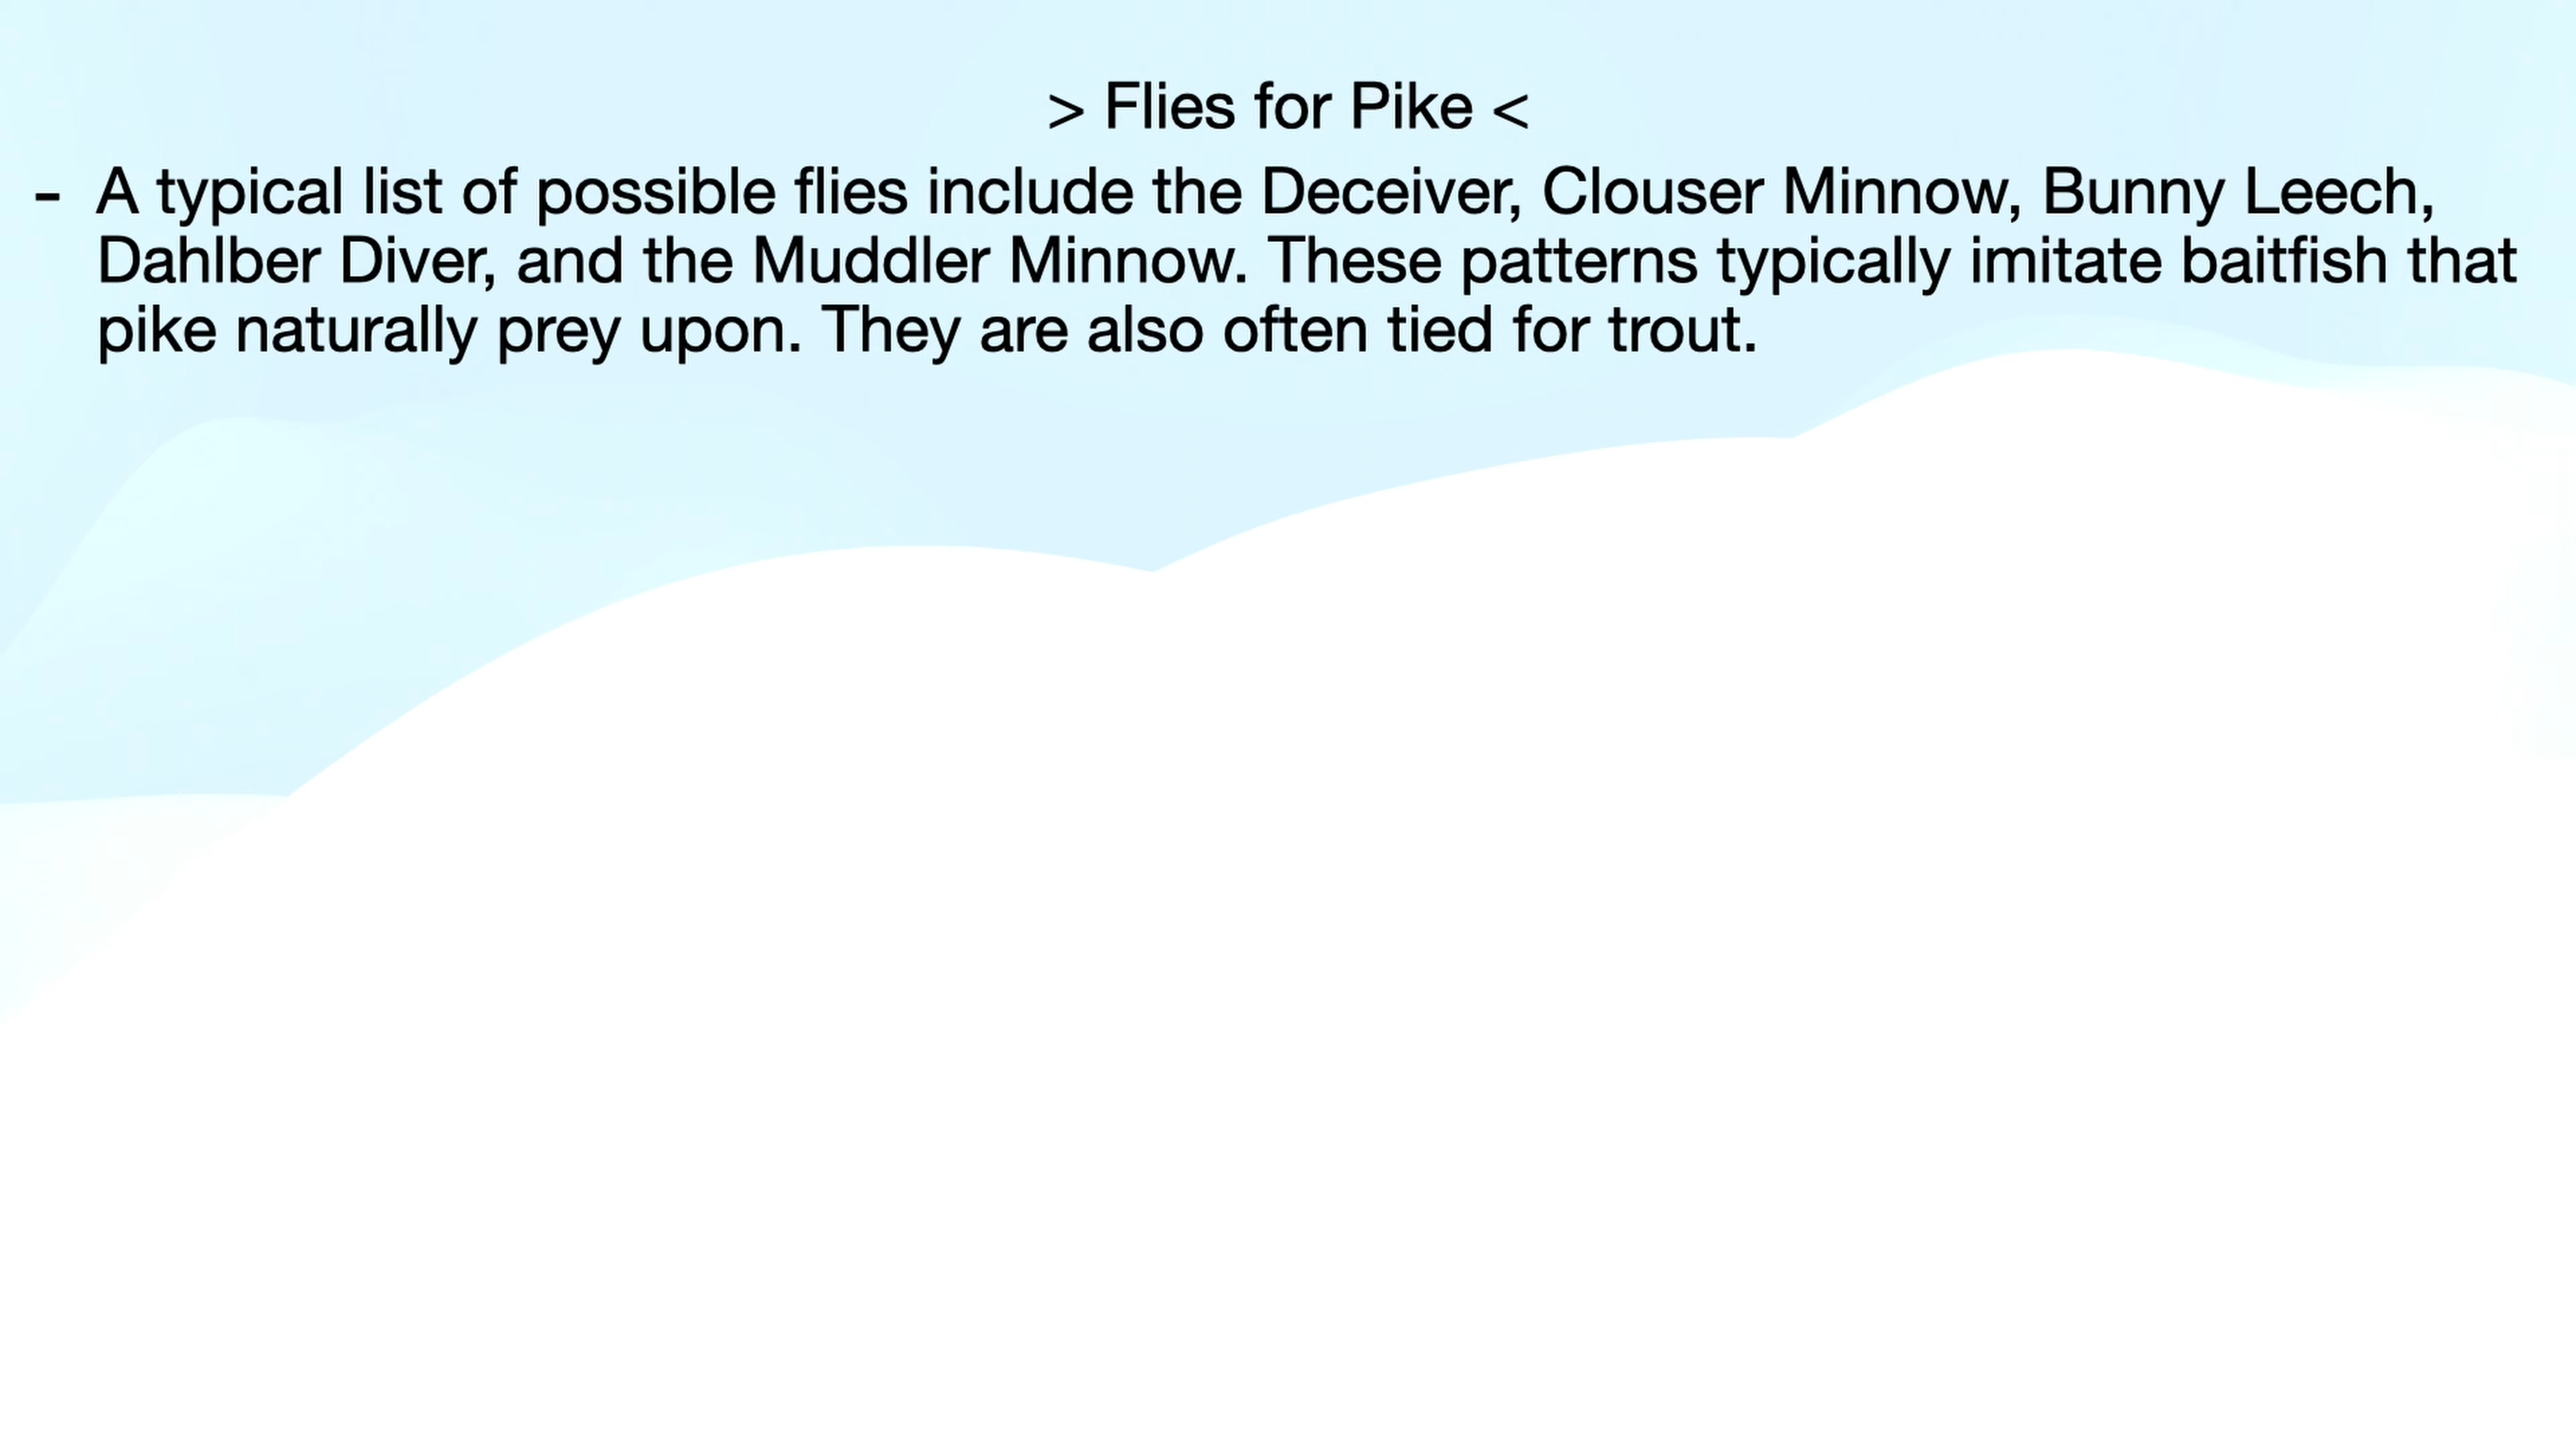 > Flies for Pike <
- A typical list of possible flies include the Deceiver, Clouser Minnow, Bunny Leech,
Dahlber Diver, and the Muddler Minnow. These patterns typically imitate baitfish that
pike naturally prey upon. They are also often tied for trout.